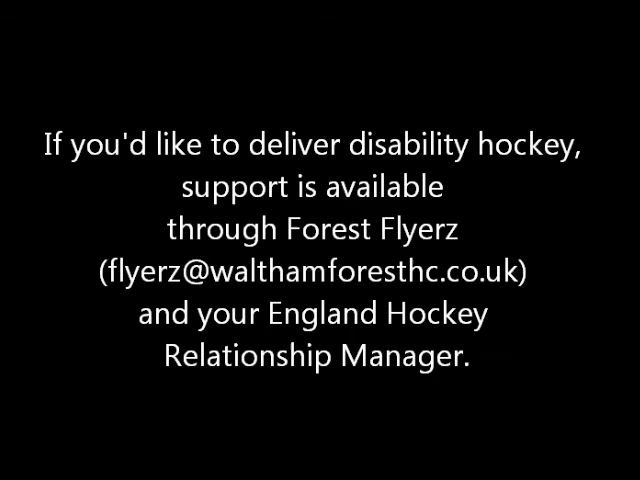 If you'd like to deliver disability hockey,
support is available
through Forest Flyerz
(flyerz@walthamforesthc.co.uk)
and your England Hockey
Relationship Manager.